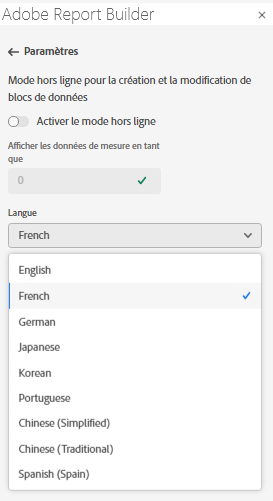 Adobe Report Builder
Paramètres
Mode hors ligne pour la création et la modification de
blocs de données
Activer le mode hors ligne
Afficher les données de mesure en tant
que
0
Langue
French
English
French
German
Japanese
Korean
Portuguese
Chinese (Simplified)
Chinese (Traditional)
Spanish (Spain)